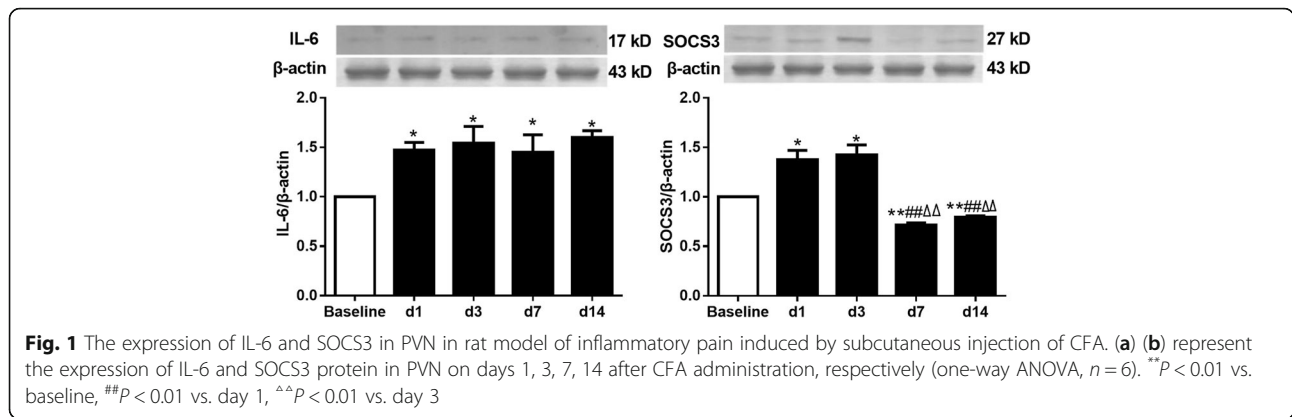 IL-6 17 kD
β-actin 43 kD
2.0
1.5
1.0
0.5
0.0
IL-6/β-actin
* * * *
Baseline d1 d3 d7 d14
SOCS3 27 kD
β-actin 43 kD
2.0
1.5
1.0
0.5
0.0
SOCS3/β-actin
* *
**##ΔΔ **##ΔΔ
Baseline d1 d3 d7 d14
Fig. 1 The expression of IL-6 and SOCS3 in PVN in rat model of inflammatory pain induced by subcutaneous injection of CFA. (a) (b) represent
the expression of IL-6 and SOCS3 protein in PVN on days 1, 3, 7, 14 after CFA administration, respectively (one-way ANOVA, n = 6). **P < 0.01 vs.
baseline, ##P < 0.01 vs. day 1, △△P < 0.01 vs. day 3